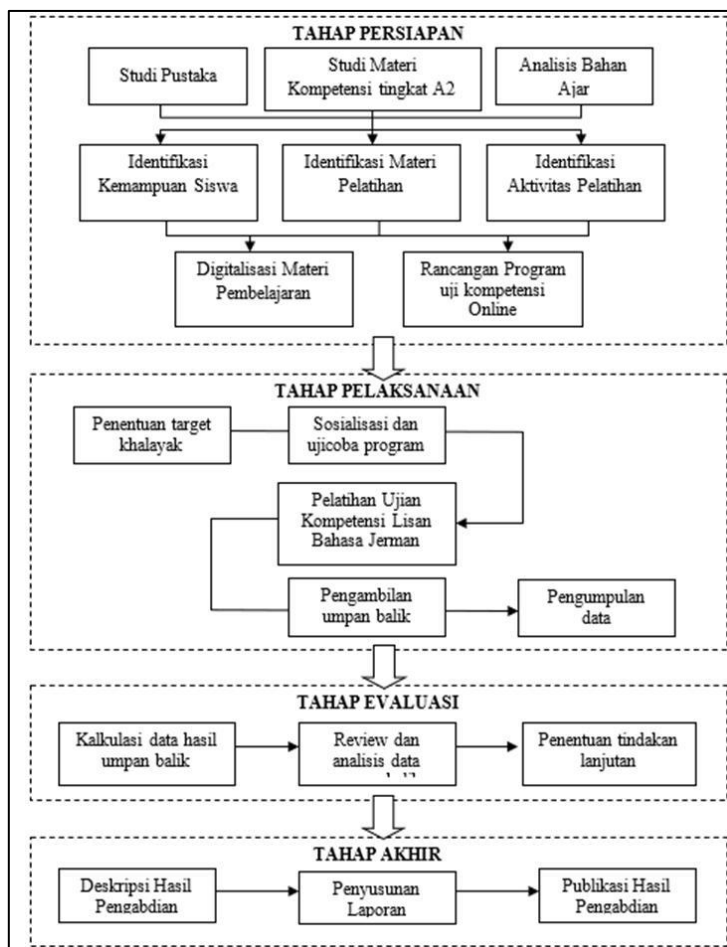 TAHAP PERSIAPAN
Studi Pustaka
Studi Materi
Kompetensi tingkat A2
Analisis Bahan
Ajar
Identifikasi
Kemampuan Siswa
Identifikasi Materi
Pelatihan
Identifikasi
Aktivitas Pelatihan
Digitalisasi Materi
Pembelajaran
Rancangan Program
uji kompetensi
Online
TAHAP PELAKSANAAN
Penentuan target
khalayak
Sosialisasi dan
ujicoba program
Pelatihan Ujian
Kompetensi Lisan
Bahasa Jerman
Pengambilan
umpan balik
Pengumpulan
data
TAHAP EVALUASI
Kalkulasi data hasil
umpan balik
Review dan
analisis data
Penentuan tindakan
lanjutan
TAHAP AKHIR
Deskripsi Hasil
Pengabdian
Penyusunan
Laporan
Publikasi Hasil
Pengabdian